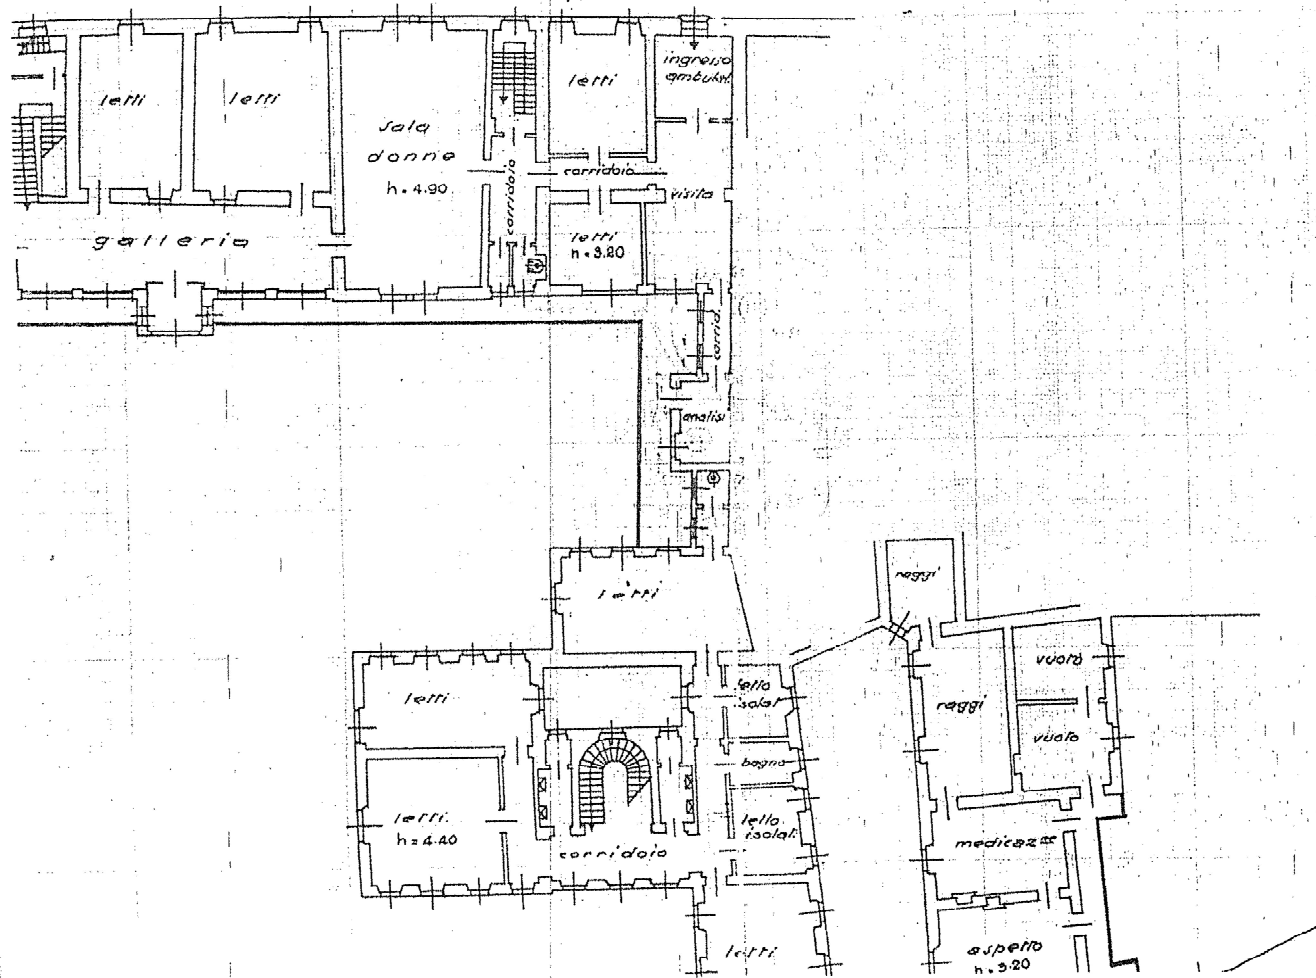 ingresso
ambulat.
letti
letti
letti
sala
donne
h = 4.90
corridoio
corridoio
visita
galleria
letti
h = 3.20
corrid.
analisi
letti
raggi
vuoto
letti
letto
isolat.
raggi
vuoto
bagno
letti
h = 4.40
letto
isolat.
corridoio
medicaz.ne
letti
aspetto
h = 3.20